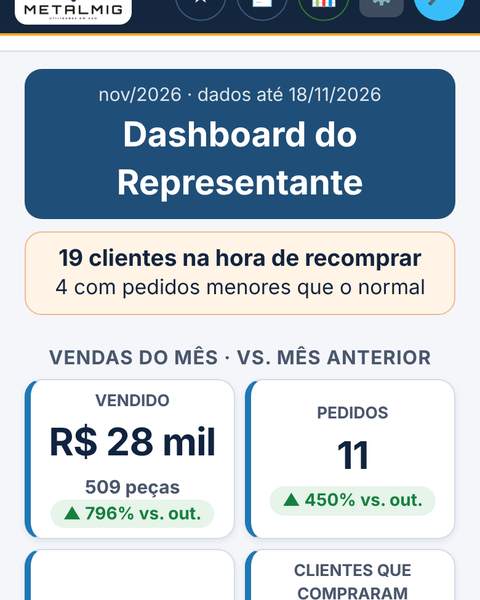 METALMIG
nov/2026 · dados até 18/11/2026
Dashboard do
Representante
19 clientes na hora de recomprar
4 com pedidos menores que o normal
VENDAS DO MÊS · VS. MÊS ANTERIOR
VENDIDO
R$ 28 mil
509 peças
▲ 796% vs. out.
PEDIDOS
11
▲ 450% vs. out.
CLIENTES QUE
COMPRARAM